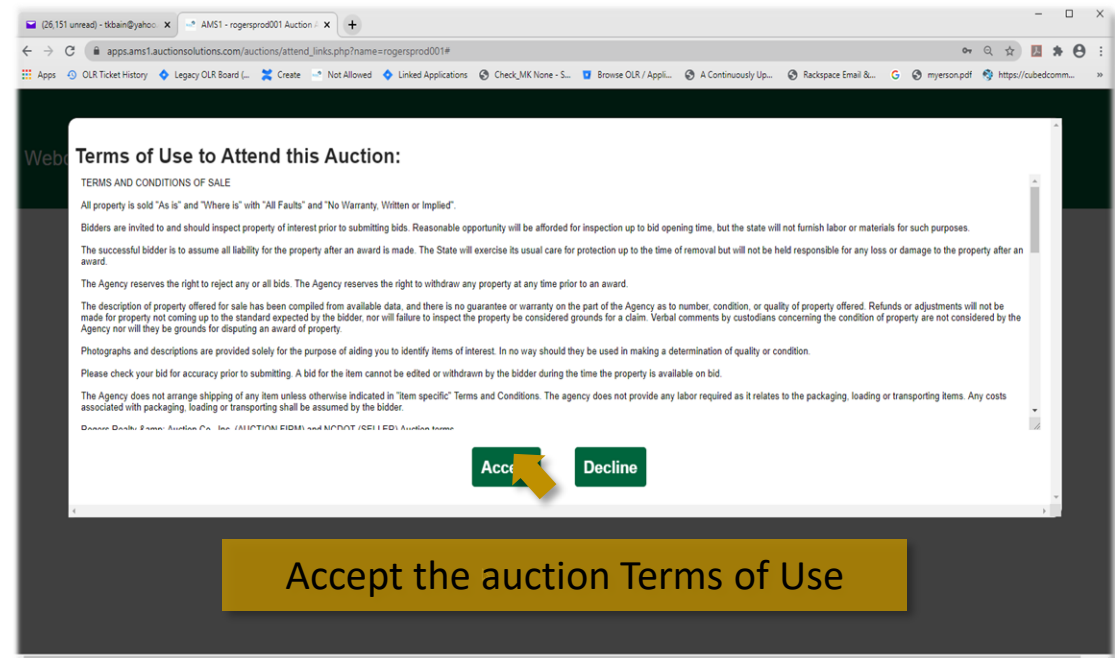 (26,151 unread) - tkbain@yahoo.
AMS1 - rogersprod001 Auction
apps.ams1.auctionsolutions.com/auctions/attend_links.php?name=rogersprod001#
Apps OLR Ticket History Legacy OLR Board (... Create Not Allowed Linked Applications Check_MK None - S... Browse OLR / Appli... A Continuously Up... Rackspace Email &... G myerson.pdf https://cubedcomm... »
Terms of Use to Attend this Auction:
TERMS AND CONDITIONS OF SALE
All property is sold "As is" and "Where is" with "All Faults" and "No Warranty, Written or Implied".
Bidders are invited to and should inspect property of interest prior to submitting bids. Reasonable opportunity will be afforded for inspection up to bid opening time, but the state will not furnish labor or materials for such purposes.
The successful bidder is to assume all liability for the property after an award is made. The State will exercise its usual care for protection up to the time of removal but will not be held responsible for any loss or damage to the property after an
award.
The Agency reserves the right to reject any or all bids. The Agency reserves the right to withdraw any property at any time prior to an award.
The description of property offered for sale has been compiled from available data, and there is no guarantee or warranty on the part of the Agency as to number, condition, or quality of property offered. Refunds or adjustments will not be
made for property not coming up to the standard expected by the bidder, nor will failure to inspect the property be considered grounds for a claim. Verbal comments by custodians concerning the condition of property are not considered by the
Agency nor will they be grounds for disputing an award of property.
Photographs and descriptions are provided solely for the purpose of aiding you to identify items of interest. In no way should they be used in making a determination of quality or condition.
Please check your bid for accuracy prior to submitting. A bid for the item cannot be edited or withdrawn by the bidder during the time the property is available on bid.
The Agency does not arrange shipping of any item unless otherwise indicated in "item specific" Terms and Conditions. The agency does not provide any labor required as it relates to the packaging, loading or transporting items. Any costs
associated with packaging, loading or transporting shall be assumed by the bidder.
Rogers Realty &amp; Auction Co., Inc. (AUCTION FIRM) and NCDOT (SELLER) Auction terms
Acce
Decline
Accept the auction Terms of Use